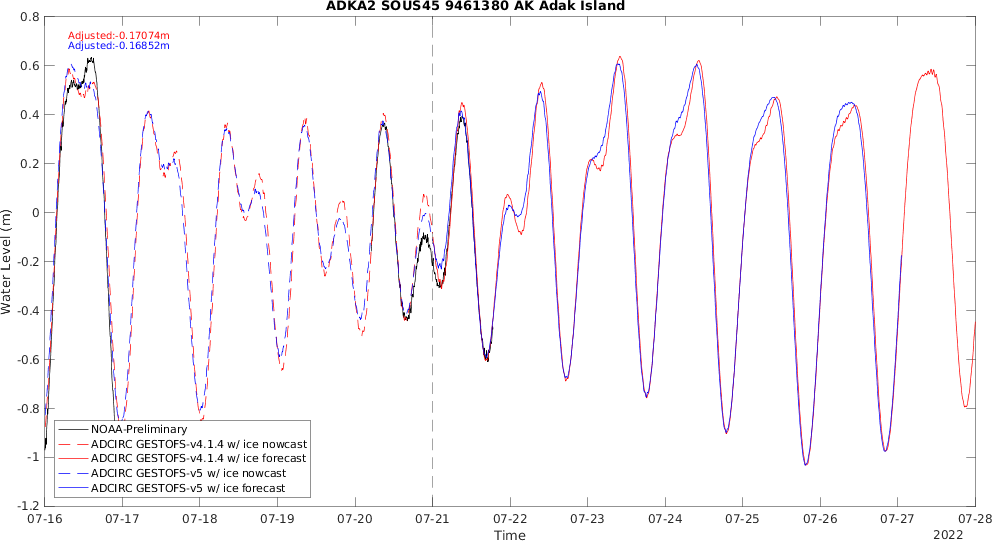 ADKA2 SOUS45 9461380 AK Adak Island
Adjusted:-0.17074m
Adjusted:-0.16852m
Water Level (m)
0.8
0.6
0.4
0.2
0
-0.2
-0.4
-0.6
-0.8
-1
-1.2
NOAA-Preliminary
ADCIRC GESTOFS-v4.1.4 w/ ice nowcast
ADCIRC GESTOFS-v4.1.4 w/ ice forecast
ADCIRC GESTOFS-v5 w/ ice nowcast
ADCIRC GESTOFS-v5 w/ ice forecast
07-16 07-17 07-18 07-19 07-20 07-21 07-22 07-23 07-24 07-25 07-26 07-27 07-28
Time
2022